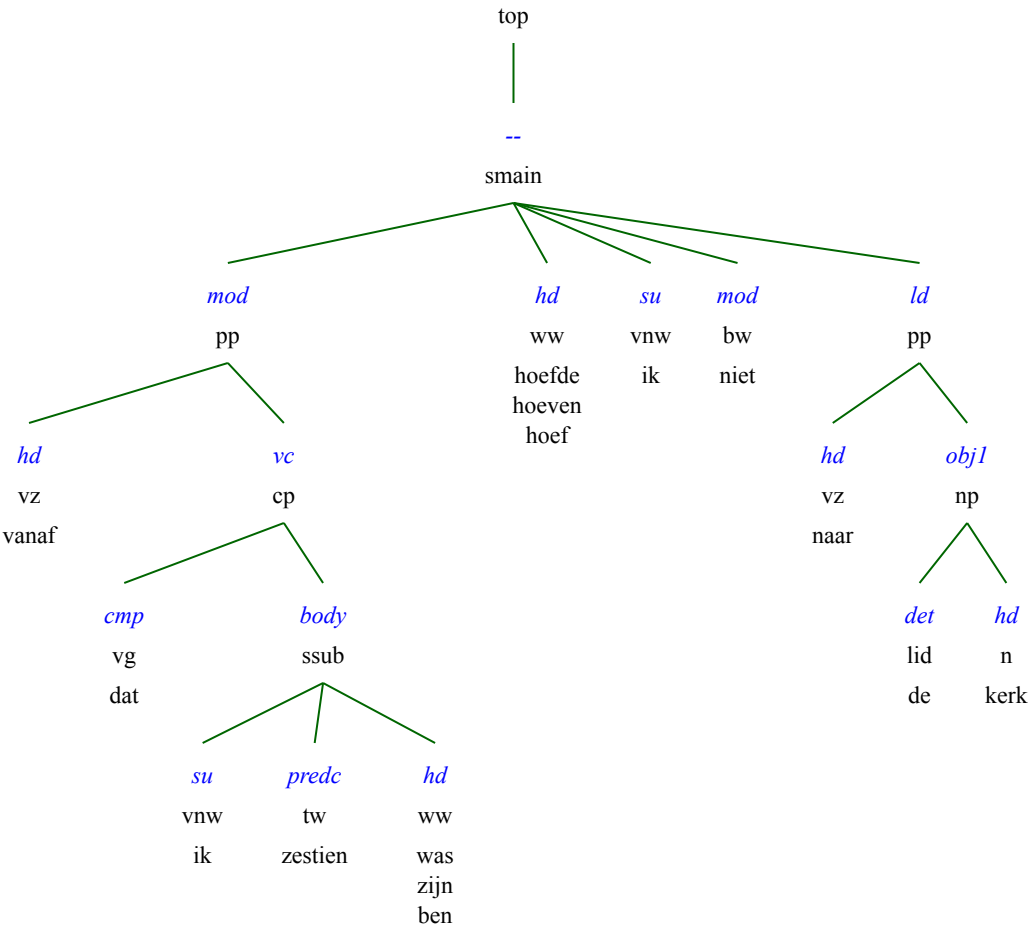 top
--
smain
mod hd su mod ld
pp ww vnw bw pp
hoefde ik niet
hoeven
hoef
hd vc hd obj1
vz cp vz np
vanaf naar
cmp body det hd
vg ssub lid n
dat de kerk
su predc hd
vnw tw ww
ik zestien was
zijn
ben